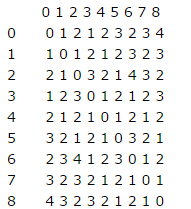 0 1 2 3 4 5 6 7 8
0 0 1 2 1 2 3 2 3 4
1 1 0 1 2 1 2 3 2 3
2 2 1 0 3 2 1 4 3 2
3 1 2 3 0 1 2 1 2 3
4 2 1 2 1 0 1 2 1 2
5 3 2 1 2 1 0 3 2 1
6 2 3 4 1 2 3 0 1 2
7 3 2 3 2 1 2 1 0 1
8 4 3 2 3 2 1 2 1 0